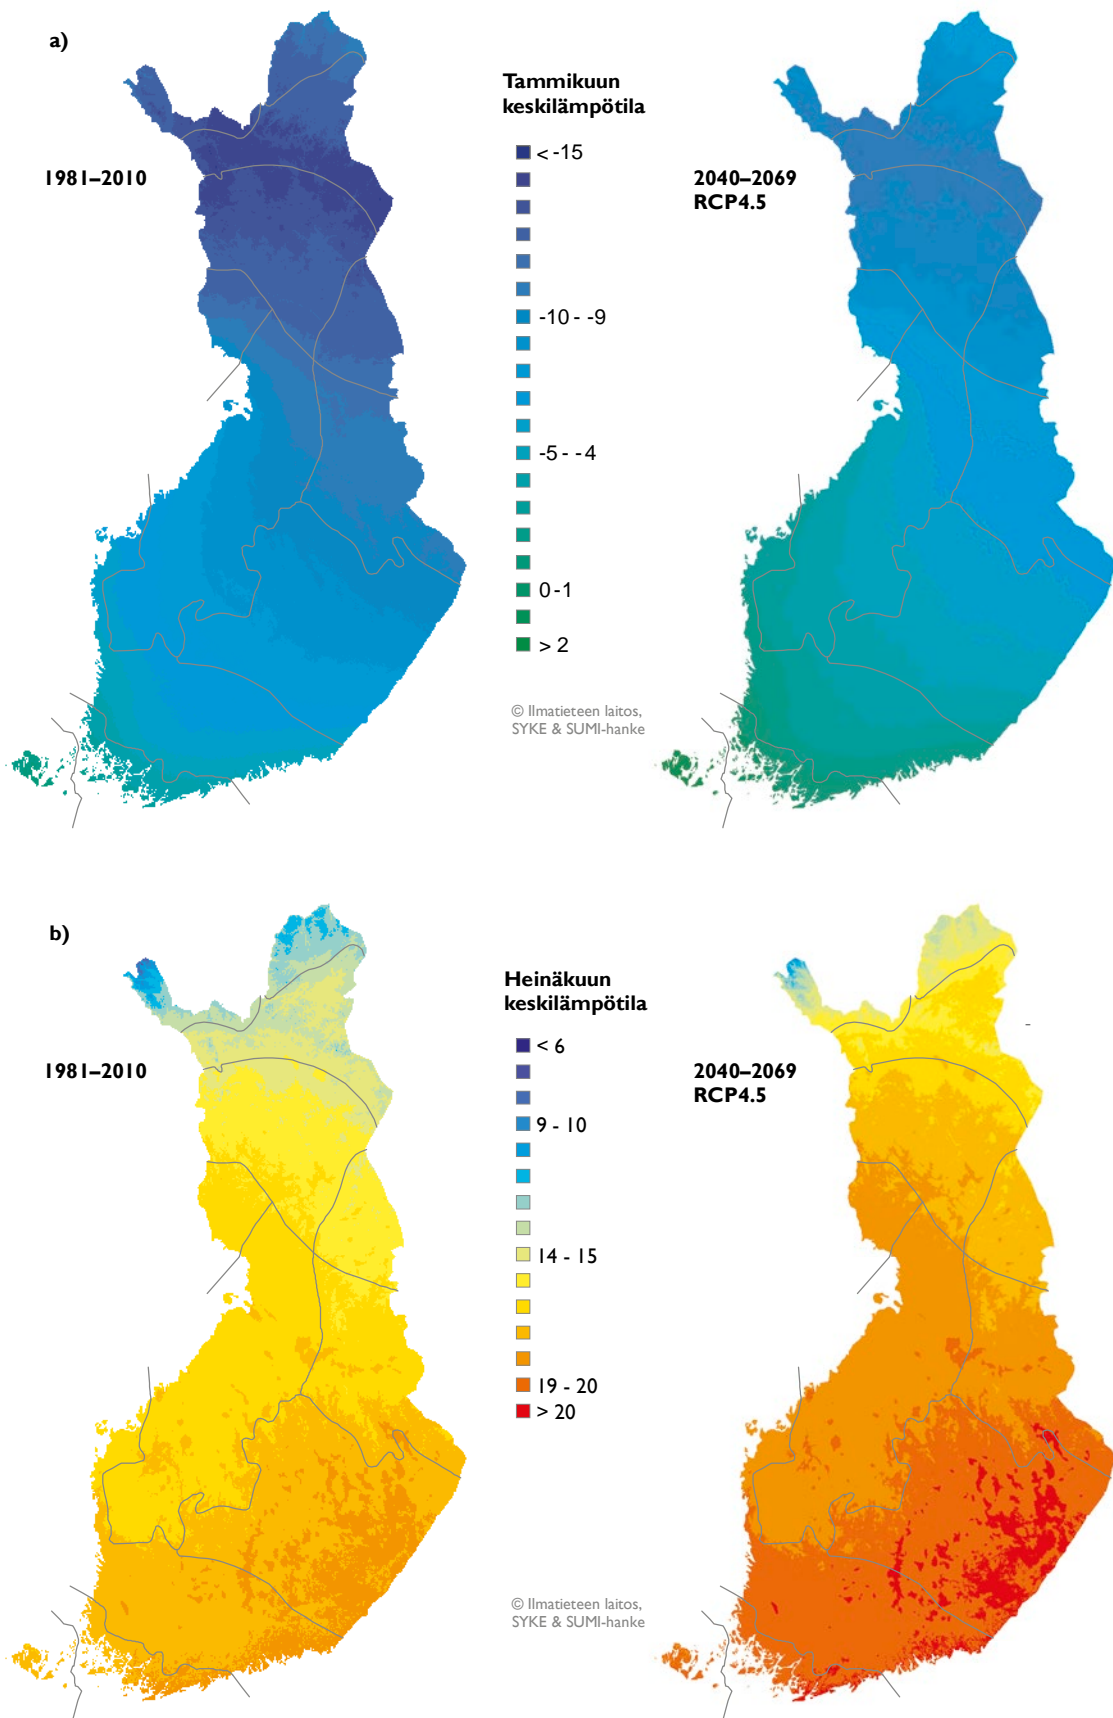 a)
Tammikuun
keskilämpötila
1981–2010
2040–2069
RCP4.5
< -15
-10 - -9
-5 - -4
0 -1
> 2
© Ilmatieteen laitos,
SYKE & SUMI-hanke
b)
Heinäkuun
keskilämpötila
1981–2010
2040–2069
RCP4.5
< 6
9 - 10
14 - 15
19 - 20
> 20
© Ilmatieteen laitos,
SYKE & SUMI-hanke